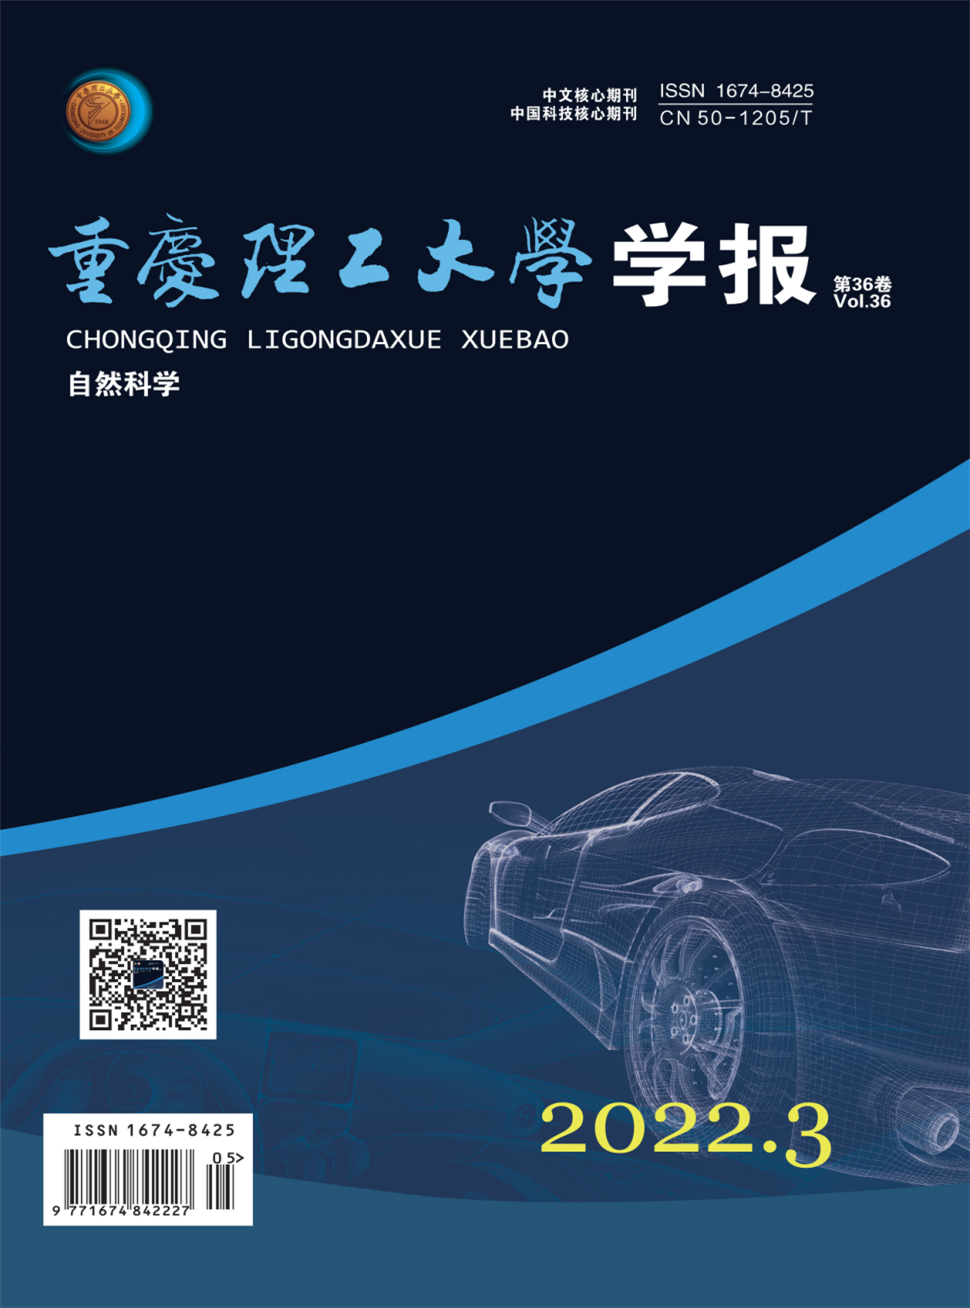 中文核心期刊
中国科技核心期刊
ISSN 1674-8425
CN 50-1205/T
重慶理工大學学报
第36卷
Vol.36
CHONGQING LIGONGDAXUE XUEBAO
自然科学
2022.3
ISSN 1674-8425
05>
9 771674 842227